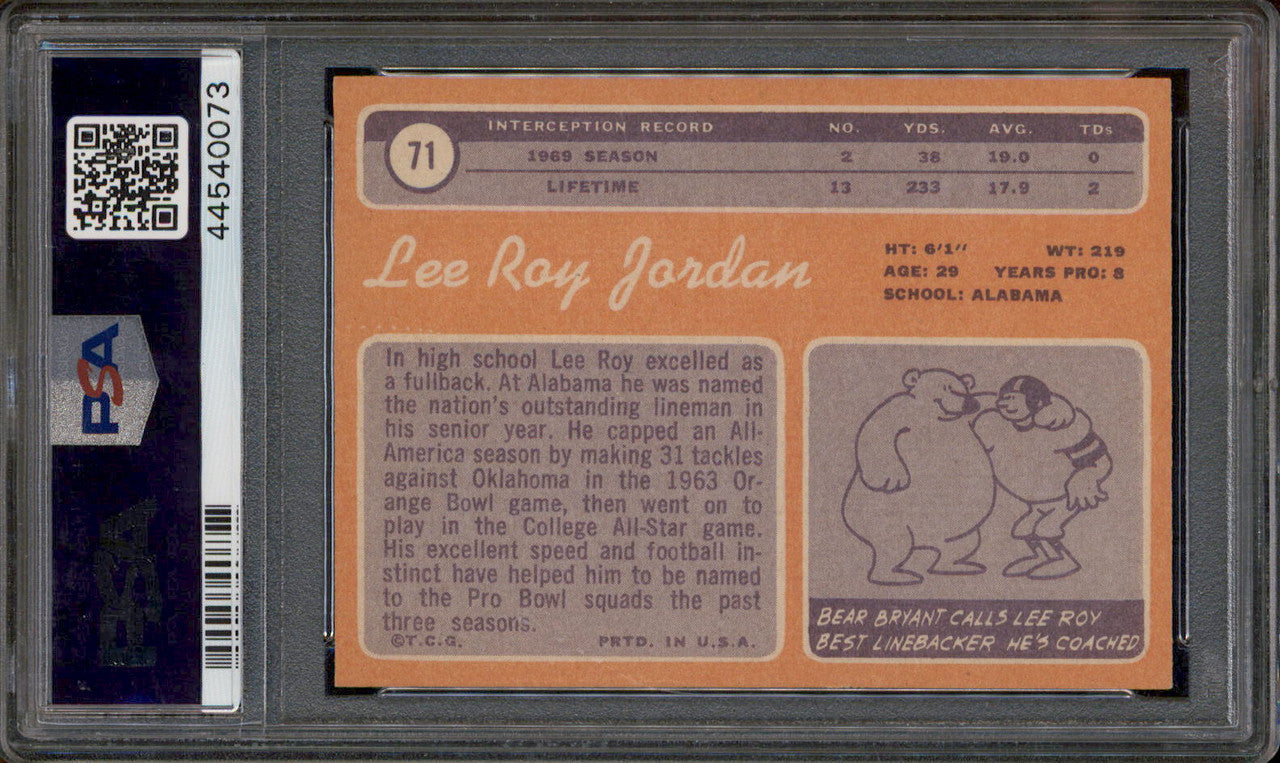 44540073
PSA
71
INTERCEPTION RECORD NO. YDS. AVG. TDs
1969 SEASON 2 38 19.0 0
LIFETIME 13 233 17.9 2
Lee Roy Jordan
HT: 6'1" WT: 219
AGE: 29 YEARS PRO: 8
SCHOOL: ALABAMA
In high school Lee Roy excelled as
a fullback. At Alabama he was named
the nation's outstanding lineman in
his senior year. He capped an All-
America season by making 31 tackles
against Oklahoma in the 1963 Or-
ange Bowl game, then went on to
play in the College All-Star game.
His excellent speed and football in-
stinct have helped him to be named
to the Pro Bowl squads the past
three seasons.
©T.C.G. PRTD. IN U.S.A.
BEAR BRYANT CALLS LEE ROY
BEST LINEBACKER HE'S COACHED
PSA